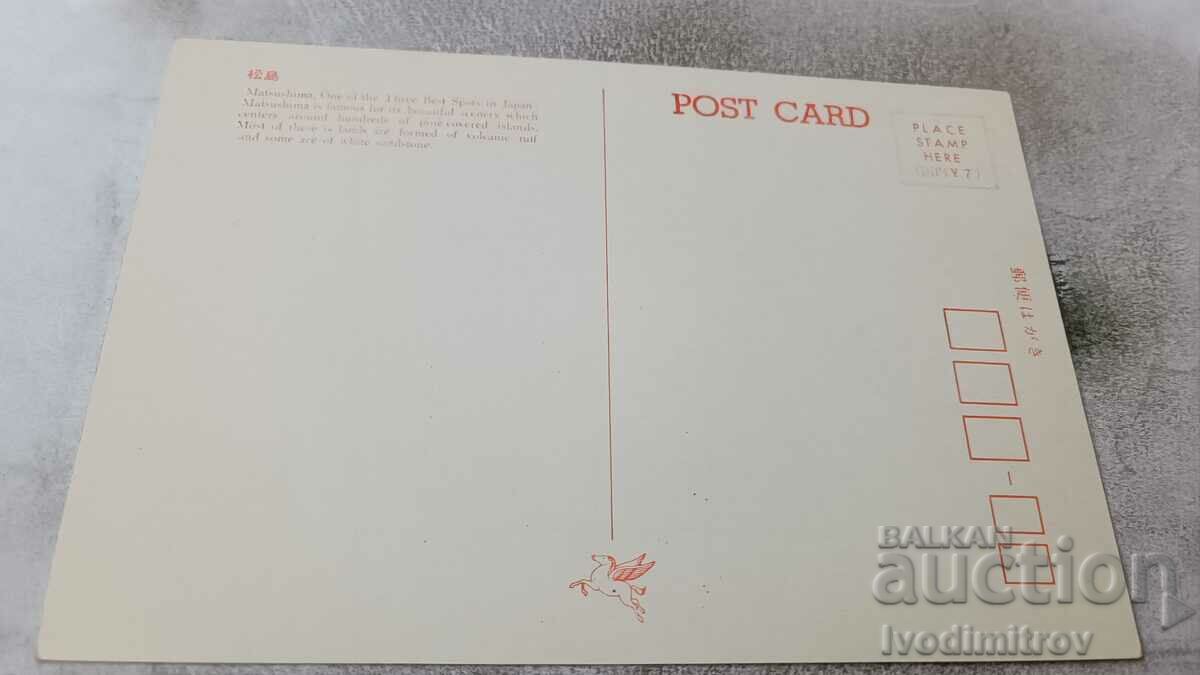 松島
Matsushima, One of the Three Best Spots in Japan.
Matsushima is famous for its beautiful scenery which
centers around hundreds of pine-covered islands.
Most of these islands are formed of volcanic tuff
and some are of white sandstone.
POST CARD
PLACE
STAMP
HERE
¥.7
郵便はがき
BALKAN
auction
Ivodimitrov